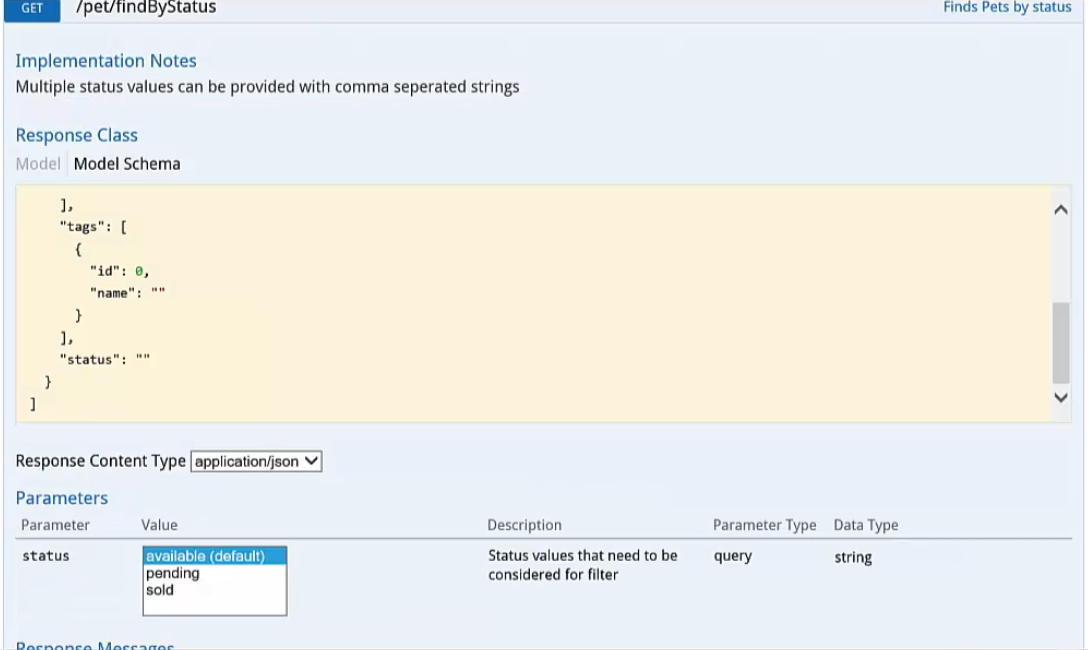 GET /pet/findByStatus Finds Pets by status
Implementation Notes
Multiple status values can be provided with comma seperated strings
Response Class
Model Model Schema
],
"tags": [
{
"id": 0,
"name": ""
}
],
"status": ""
}
]
Response Content Type application/json
Parameters
Parameter Value Description Parameter Type Data Type
status available (default) Status values that need to be query string
pending considered for filter
sold
Response Messages